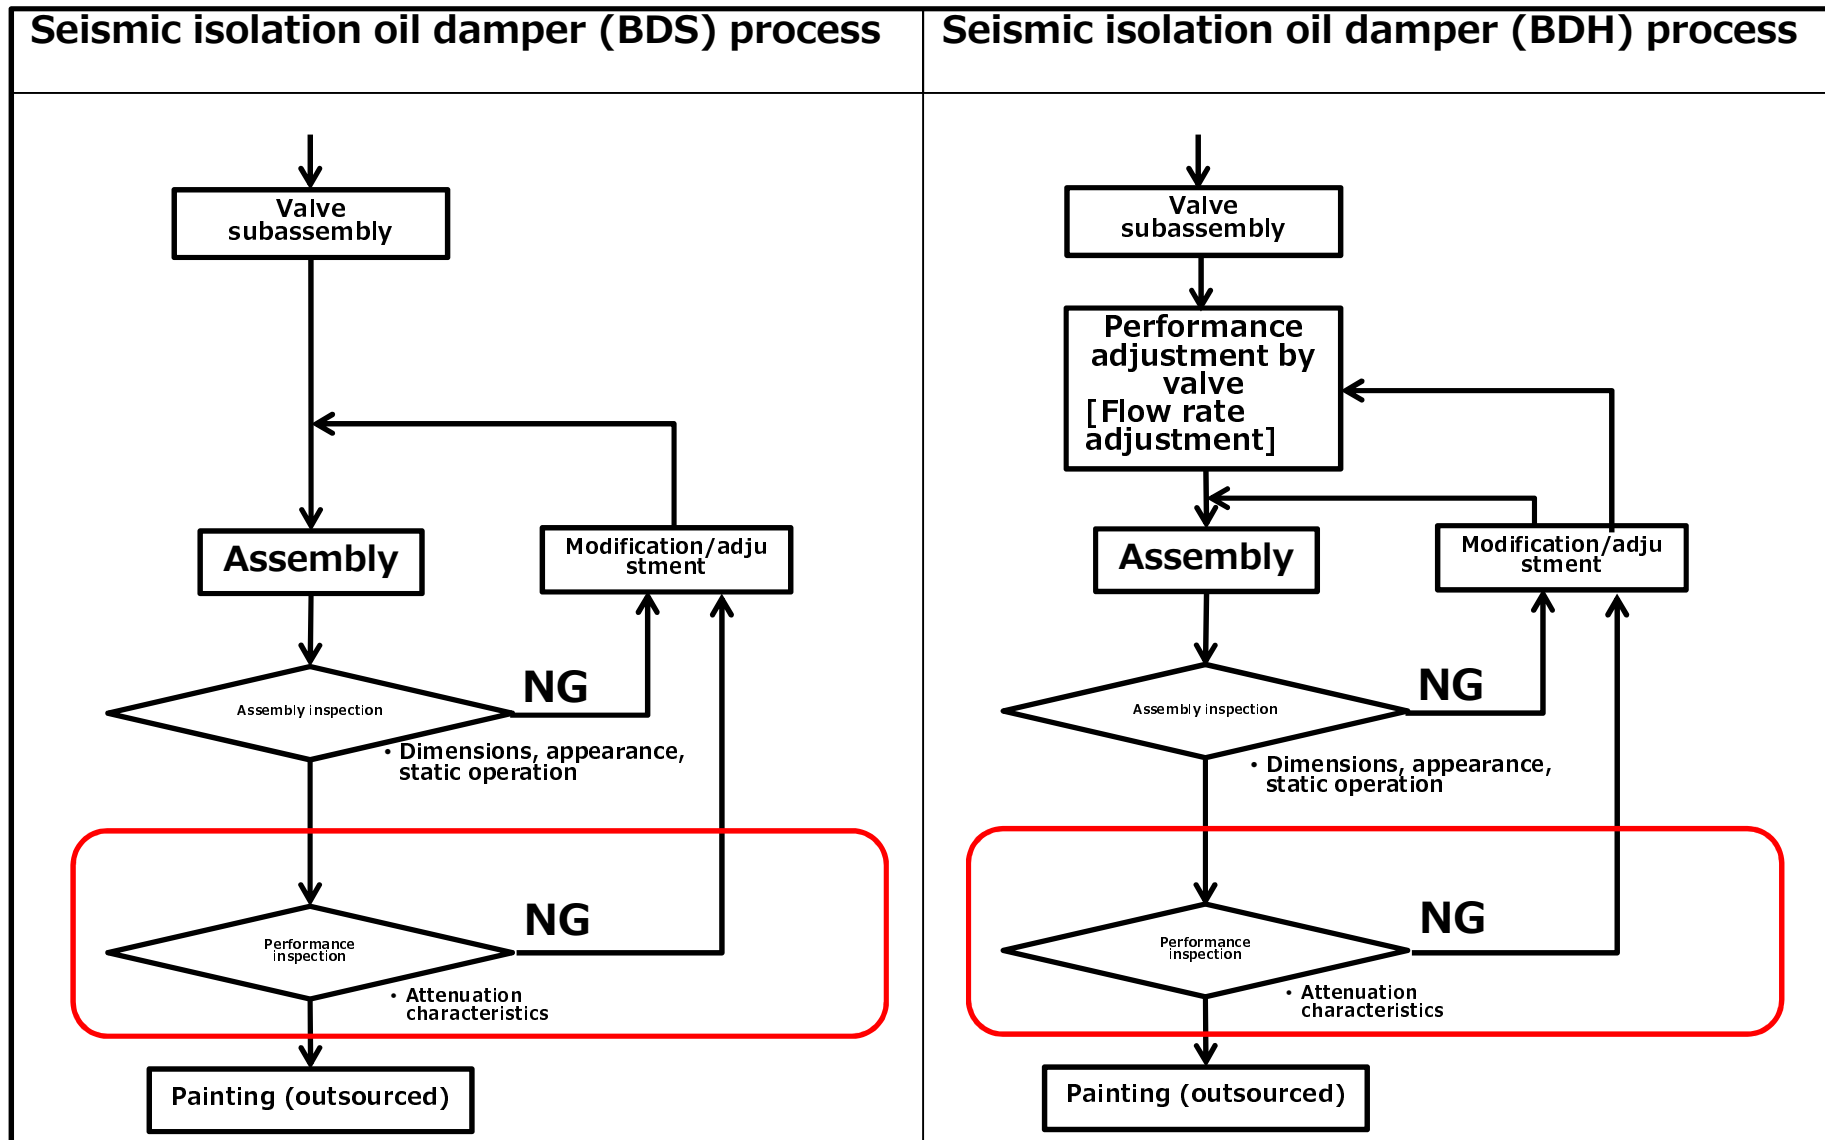 Seismic isolation oil damper (BDS) process
Valve
subassembly
Assembly
Modification/adju
stment
NG
Assembly inspection
・Dimensions, appearance,
static operation
NG
Performance
inspection
・Attenuation
characteristics
Painting (outsourced)
Seismic isolation oil damper (BDH) process
Valve
subassembly
Performance
adjustment by
valve
[Flow rate
adjustment]
Assembly
Modification/adju
stment
NG
Assembly inspection
・Dimensions, appearance,
static operation
NG
Performance
inspection
・Attenuation
characteristics
Painting (outsourced)